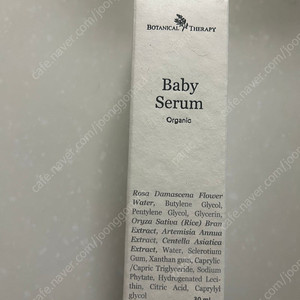 BOTANICAL THERAPY
Baby
Serum
Organic
Rosa Damascena Flower
Water, Butylene Glycol,
Pentylene Glycol, Glycerin,
Oryza Sativa (Rice) Bran
Extract, Artemisia Annua
Extract, Centella Asiatica
Extract, Water, Sclerotium
Gum, Xanthan gum, Caprylic
/Capric Triglyceride, Sodium
Phytate, Hydrogenated Leci-
thin, Citric Acid, Caprylyl
glycol
30 ml